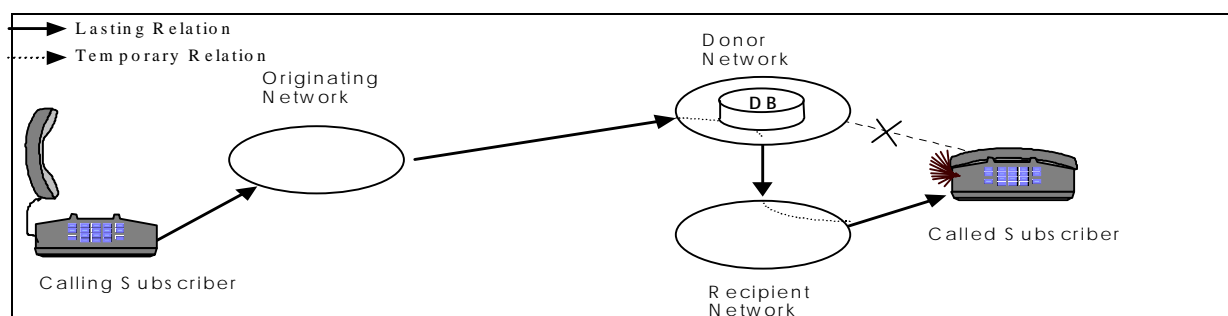 Lasting Relation
Temporary Relation
Donor
Network
Originating
Network
DB
Called Subscriber
Calling Subscriber
Recipient
Network